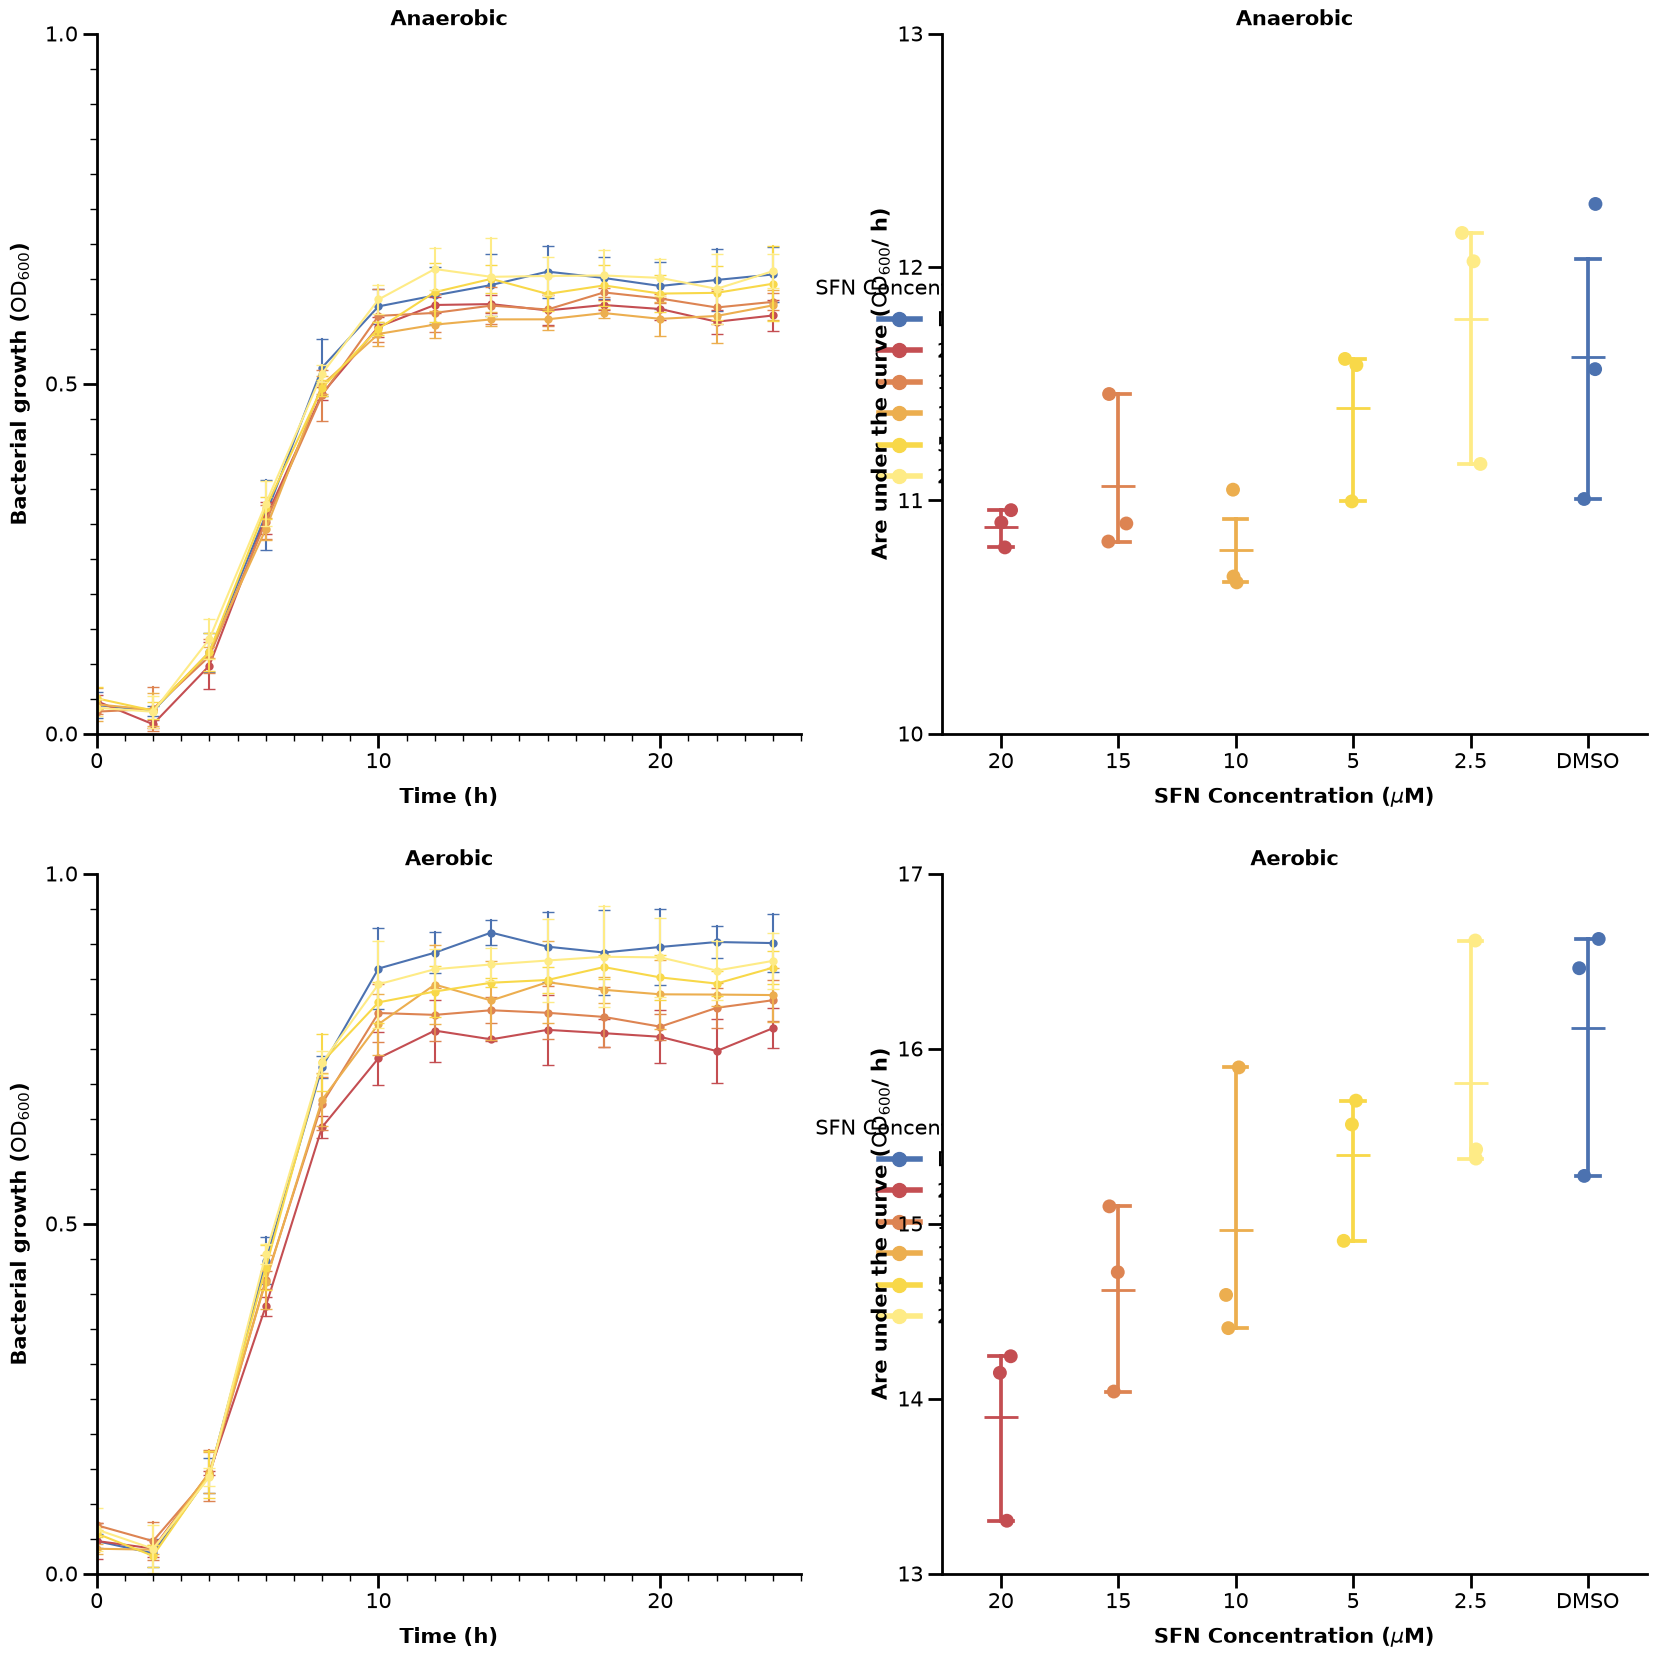 Anaerobic
1.0
0.5
0.0
0
10
20
Bacterial growth (OD600)
Time (h)
SFN Concen
Anaerobic
13
12
11
10
20
15
10
5
2.5
DMSO
Are under the curve (OD600/ h)
SFN Concentration (μM)
Aerobic
1.0
0.5
0.0
0
10
20
Bacterial growth (OD600)
Time (h)
SFN Concen
Aerobic
17
16
15
14
13
20
15
10
5
2.5
DMSO
Are under the curve (OD600/ h)
SFN Concentration (μM)